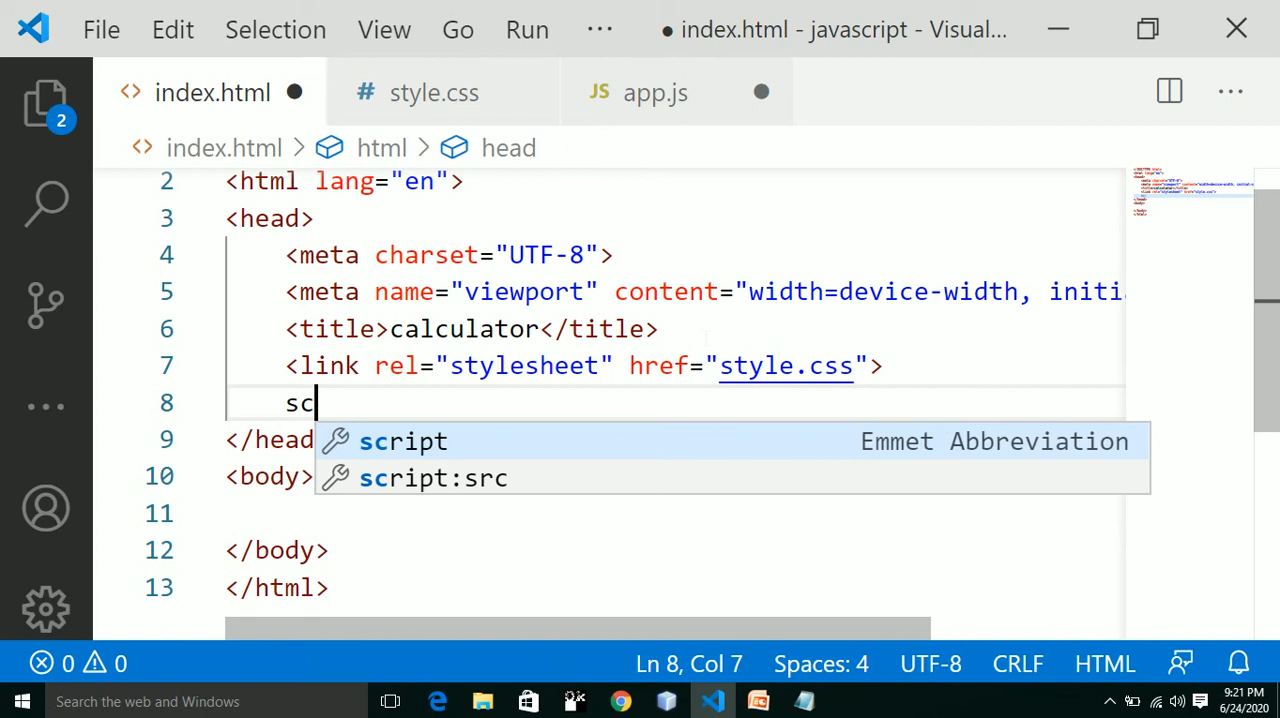 File Edit Selection View Go Run ··· ● index.html - javascript - Visual...
<> index.html ● # style.css JS app.js ●
2
<> index.html > html > head
2 <html lang="en">
3 <head>
4 <meta charset="UTF-8">
5 <meta name="viewport" content="width=device-width, initia
6 <title>calculator</title>
7 <link rel="stylesheet" href="style.css">
8 sc
script Emmet Abbreviation
script:src
9 </head
10 <body>
11
12 </body>
13 </html>
0 0 Ln 8, Col 7 Spaces: 4 UTF-8 CRLF HTML
Search the web and Windows
9:21 PM
6/24/2020